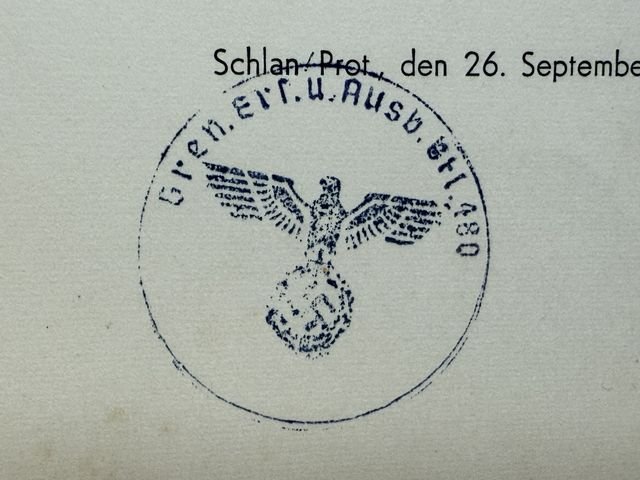 Schlan/Prot., den 26. Septembe
Gren. Ers. u. Ausb. Btl. 480